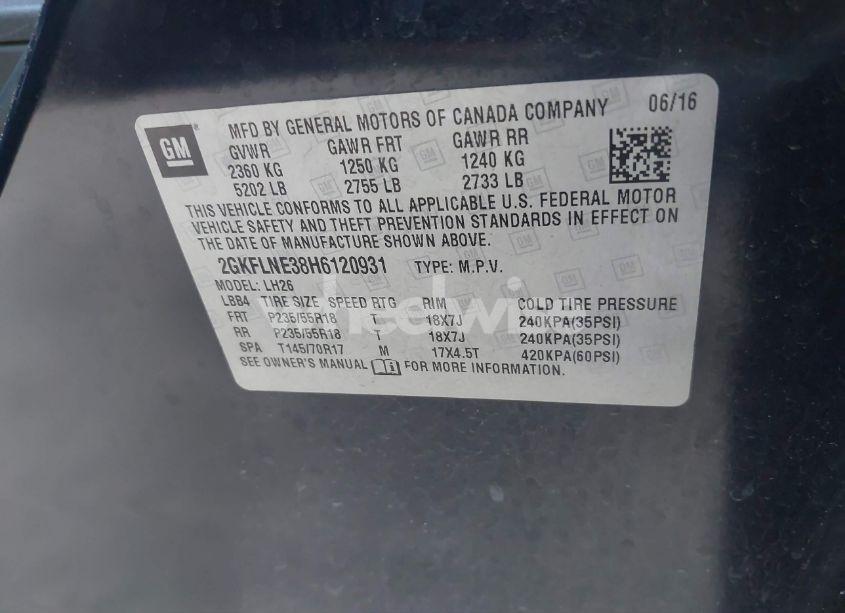 GM
MFD BY GENERAL MOTORS OF CANADA COMPANY 06/16
GVWR GAWR FRT GAWR RR
2360 KG 1250 KG 1240 KG
5202 LB 2755 LB 2733 LB
THIS VEHICLE CONFORMS TO ALL APPLICABLE U.S. FEDERAL MOTOR
VEHICLE SAFETY AND THEFT PREVENTION STANDARDS IN EFFECT ON
THE DATE OF MANUFACTURE SHOWN ABOVE.
2GKFLNE38H6120931 TYPE: M.P.V.
MODEL: LH26
LBB4 TIRE SIZE SPEED RTG RIM COLD TIRE PRESSURE
FRT P235/55R18 T 18X7J 240KPA(35PSI)
RR P235/55R18 T 18X7J 240KPA(35PSI)
SPA T145/70R17 M 17X4.5T 420KPA(60PSI)
SEE OWNER'S MANUAL FOR MORE INFORMATION.